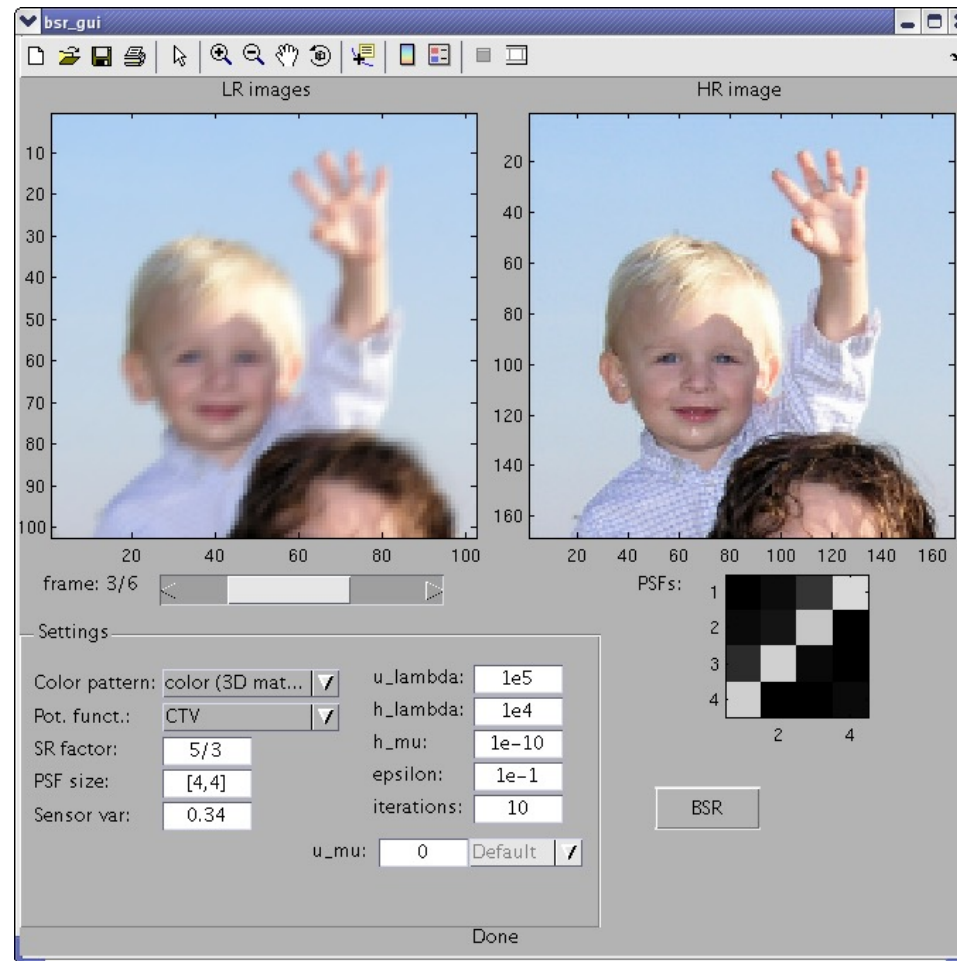 bsr_gui
LR images
HR image
10
20
30
40
50
60
70
80
90
100
20 40 60 80 100
20
40
60
80
100
120
140
160
20 40 60 80 100 120 140 160
frame: 3/6
PSFs:
1
2
3
4
2 4
Settings
Color pattern: color (3D mat...
Pot. funct.: CTV
SR factor: 5/3
PSF size: [4,4]
Sensor var: 0.34
u_lambda: 1e5
h_lambda: 1e4
h_mu: 1e-10
epsilon: 1e-1
iterations: 10
u_mu: 0 Default
BSR
Done